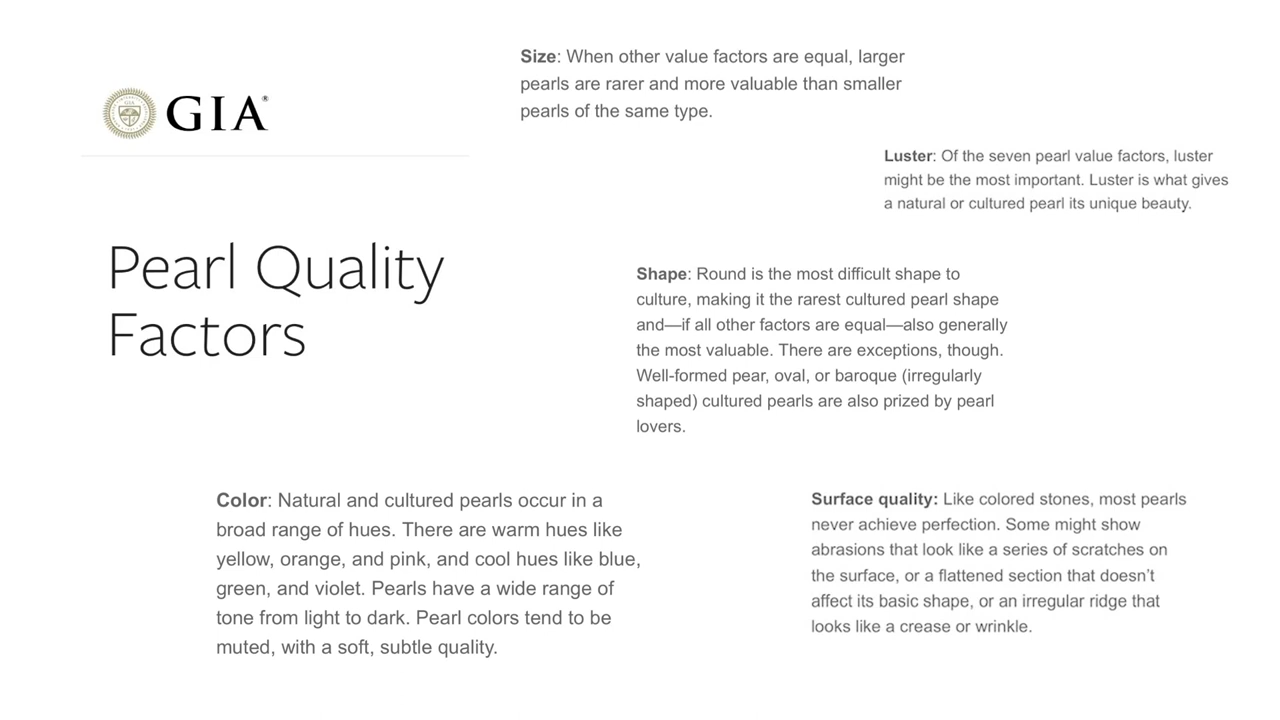 GIA®
Pearl Quality
Factors
Size: When other value factors are equal, larger
pearls are rarer and more valuable than smaller
pearls of the same type.
Luster: Of the seven pearl value factors, luster
might be the most important. Luster is what gives
a natural or cultured pearl its unique beauty.
Shape: Round is the most difficult shape to
culture, making it the rarest cultured pearl shape
and—if all other factors are equal—also generally
the most valuable. There are exceptions, though.
Well-formed pear, oval, or baroque (irregularly
shaped) cultured pearls are also prized by pearl
lovers.
Color: Natural and cultured pearls occur in a
broad range of hues. There are warm hues like
yellow, orange, and pink, and cool hues like blue,
green, and violet. Pearls have a wide range of
tone from light to dark. Pearl colors tend to be
muted, with a soft, subtle quality.
Surface quality: Like colored stones, most pearls
never achieve perfection. Some might show
abrasions that look like a series of scratches on
the surface, or a flattened section that doesn’t
affect its basic shape, or an irregular ridge that
looks like a crease or wrinkle.